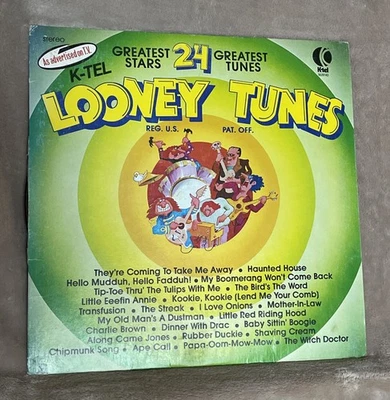 stereo
As advertised on T.V.
GREATEST 24 GREATEST
STARS TUNES
K-TEL
K-tel
LOONEY TUNES
REG. U.S. PAT. OFF.
They're Coming To Take Me Away • Haunted House
Hello Mudduh, Hello Fadduh! • My Boomerang Won't Come Back
Tip-Toe Thru' The Tulips With Me • The Bird's The Word
Little Eeefin Annie • Kookie, Kookie (Lend Me Your Comb)
Transfusion • The Streak • I Love Onions • Mother-In-Law
My Old Man's A Dustman • Little Red Riding Hood
Charlie Brown • Dinner With Drac • Baby Sittin' Boogie
Along Came Jones • Rubber Duckie • Shaving Cream
Chipmunk Song • Ape Call • Papa-Oom-Mow-Mow • The Witch Doctor